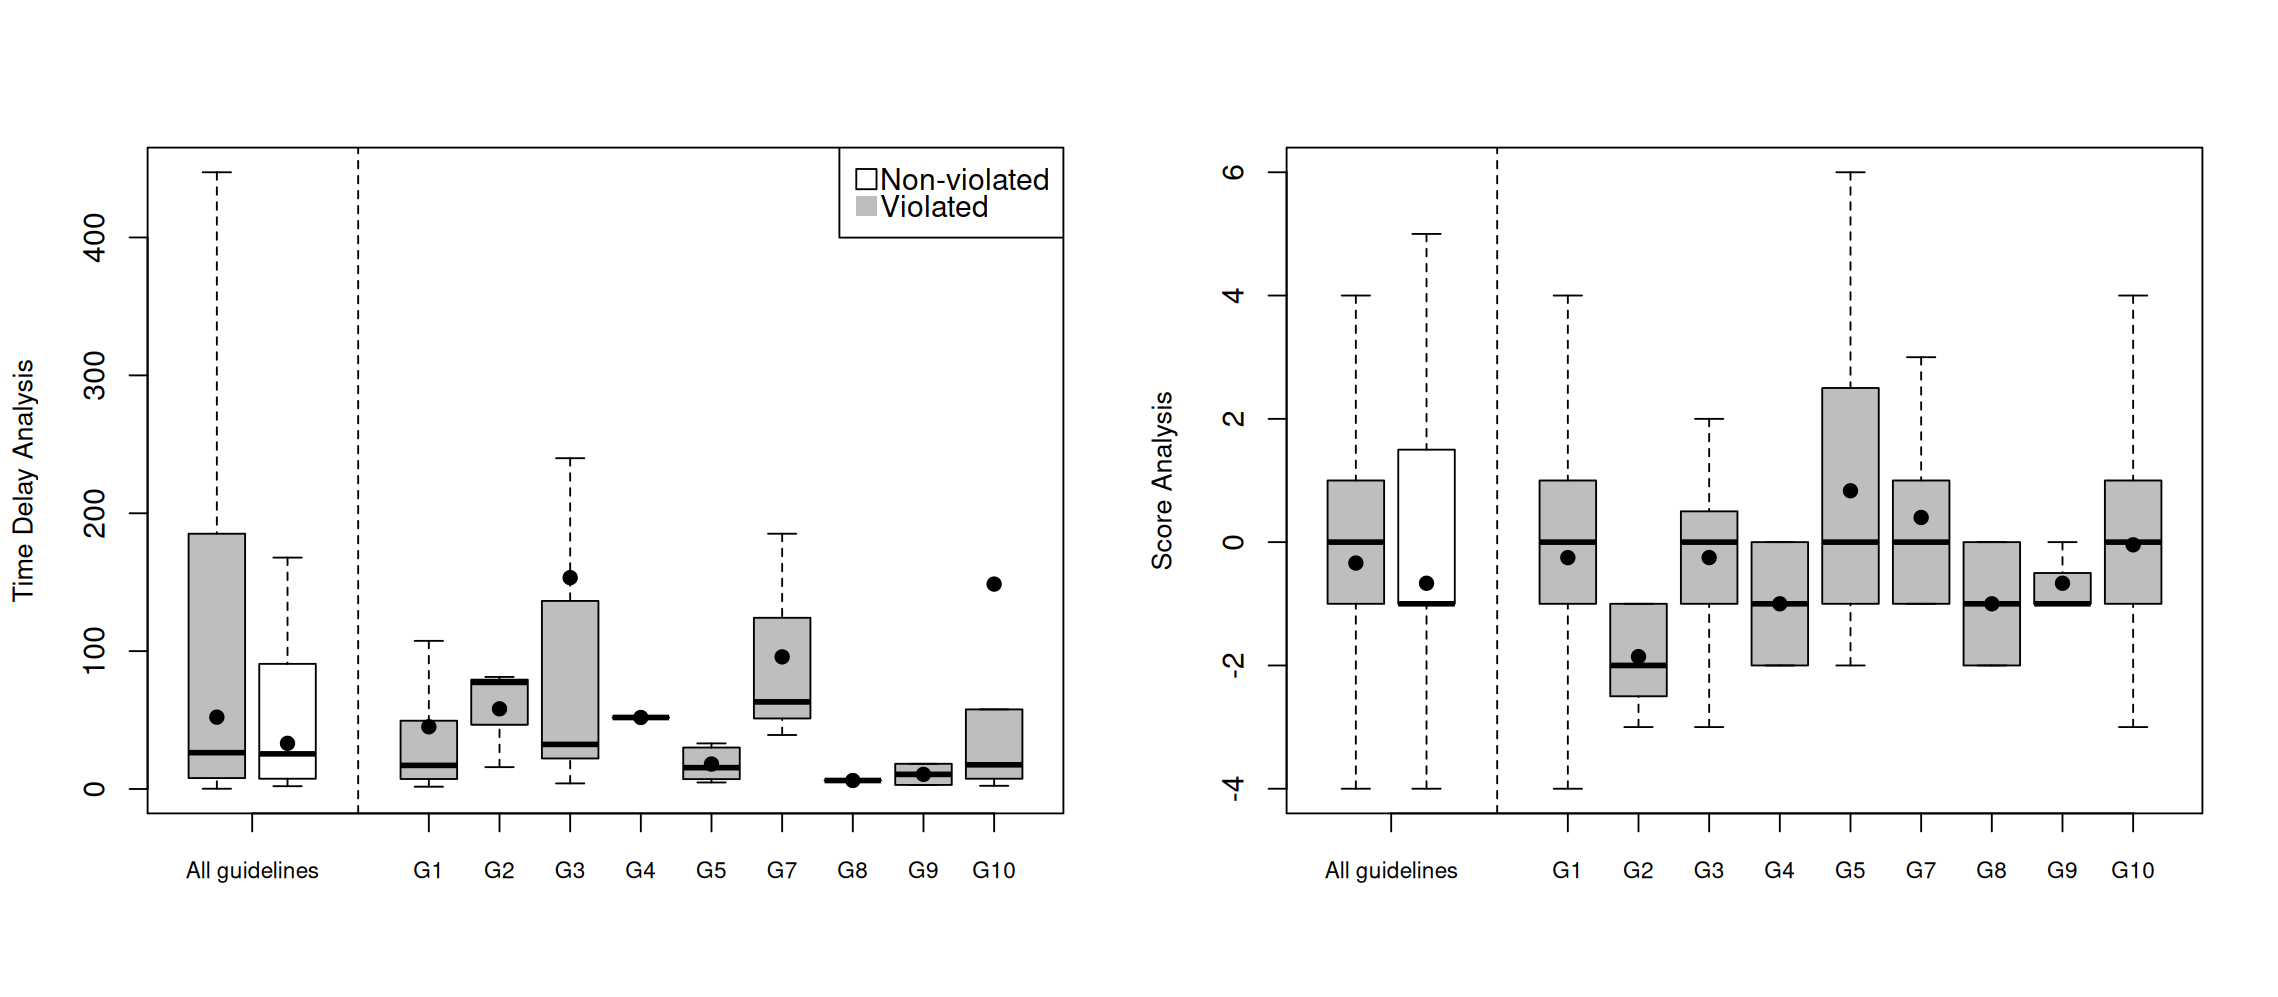 Time Delay Analysis
400
300
200
100
0
Non-violated
Violated
All guidelines G1 G2 G3 G4 G5 G7 G8 G9 G10
Score Analysis
6
4
2
0
-2
-4
All guidelines G1 G2 G3 G4 G5 G7 G8 G9 G10